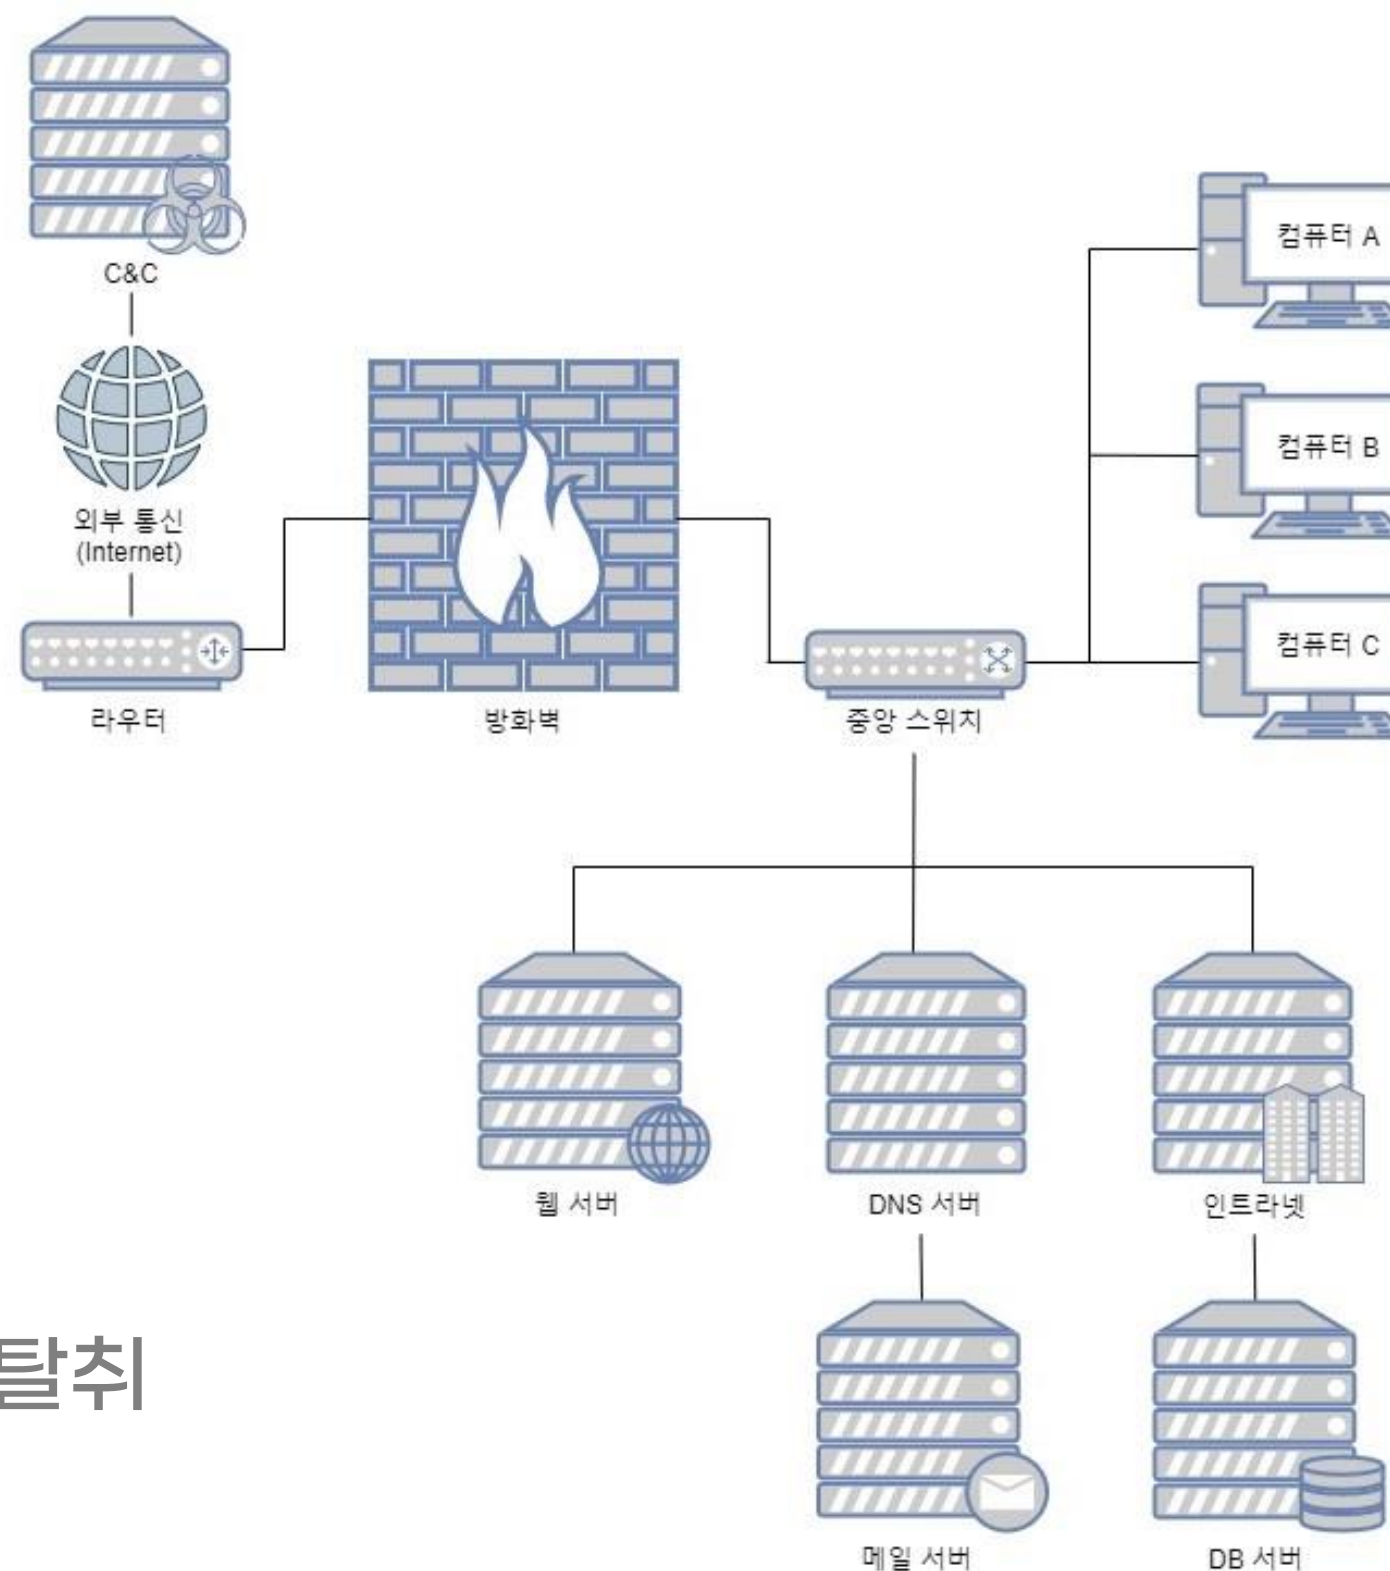 C&C
외부 통신
(Internet)
라우터
방화벽
중앙 스위치
컴퓨터 A
컴퓨터 B
컴퓨터 C
웹 서버
DNS 서버
인트라넷
메일 서버
DB 서버
탈취